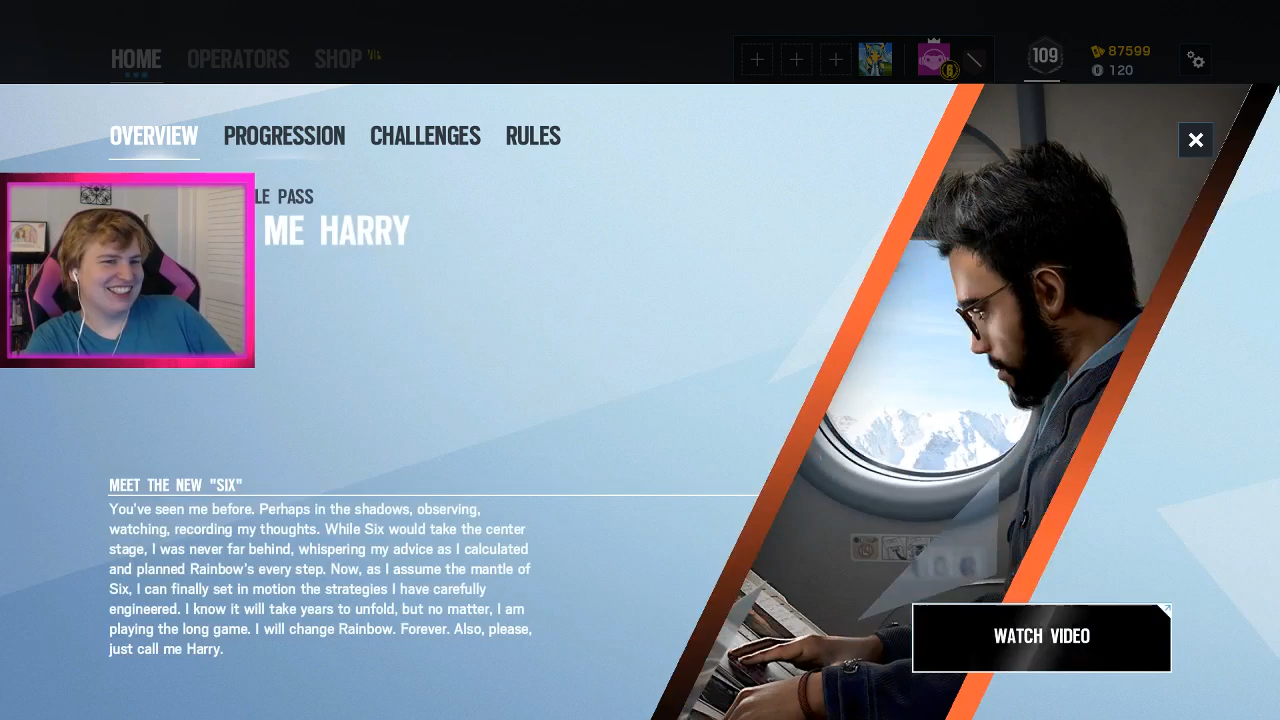 HOME OPERATORS SHOP
109
87599
120
OVERVIEW PROGRESSION CHALLENGES RULES
LE PASS
ME HARRY
MEET THE NEW "SIX"
You've seen me before. Perhaps in the shadows, observing,
watching, recording my thoughts. While Six would take the center
stage, I was never far behind, whispering my advice as I calculated
and planned Rainbow's every step. Now, as I assume the mantle of
Six, I can finally set in motion the strategies I have carefully
engineered. I know it will take years to unfold, but no matter, I am
playing the long game. I will change Rainbow. Forever. Also, please,
just call me Harry.
WATCH VIDEO